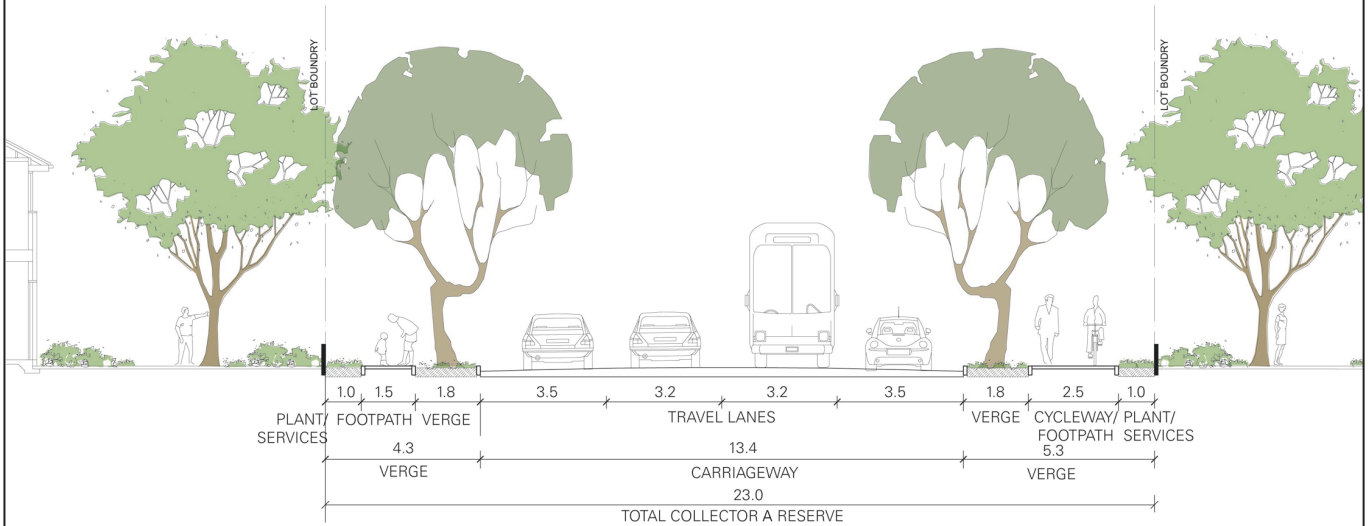 LOT BOUNDRY
LOT BOUNDRY
1.0 1.5 1.8 3.5 3.2 3.2 3.5 1.8 2.5 1.0
PLANT/ SERVICES
FOOTPATH
VERGE
TRAVEL LANES
VERGE
CYCLEWAY/ FOOTPATH
PLANT/ SERVICES
4.3 13.4 5.3
VERGE CARRIAGEWAY VERGE
23.0
TOTAL COLLECTOR A RESERVE